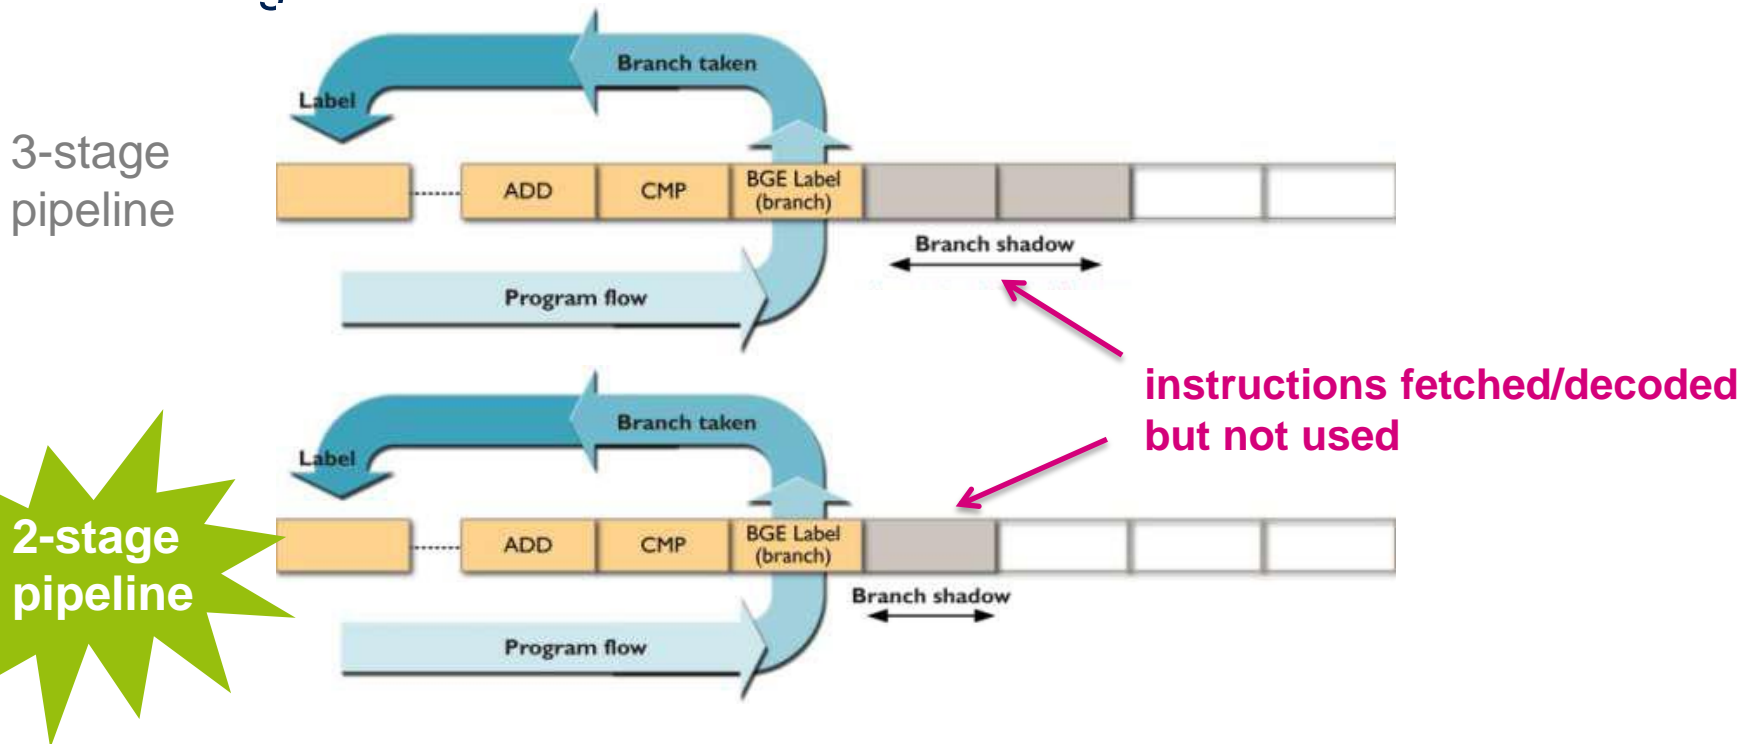 Branch taken
Label
3-stage
pipeline
ADD
CMP
BGE Label
(branch)
Branch shadow
Program flow
instructions fetched/decoded
but not used
Branch taken
Label
2-stage
pipeline
ADD
CMP
BGE Label
(branch)
Branch shadow
Program flow